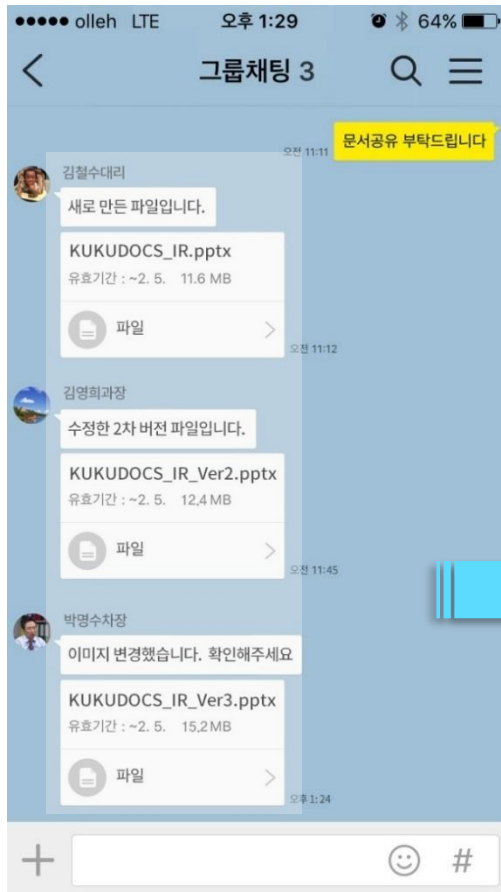 olleh LTE 오후 1:29 64%
그룹채팅 3
오전 11:11 문서공유 부탁드립니다
김철수대리
새로 만든 파일입니다.
KUKUDOCS_IR.pptx
유효기간 : ~2. 5. 11.6 MB
파일
오전 11:12
김영희과장
수정한 2차 버전 파일입니다.
KUKUDOCS_IR_Ver2.pptx
유효기간 : ~2. 5. 12,4 MB
파일
오전 11:45
박명수차장
이미지 변경했습니다. 확인해주세요
KUKUDOCS_IR_Ver3.pptx
유효기간 : ~2. 5. 15,2 MB
파일
오후 1:24
#